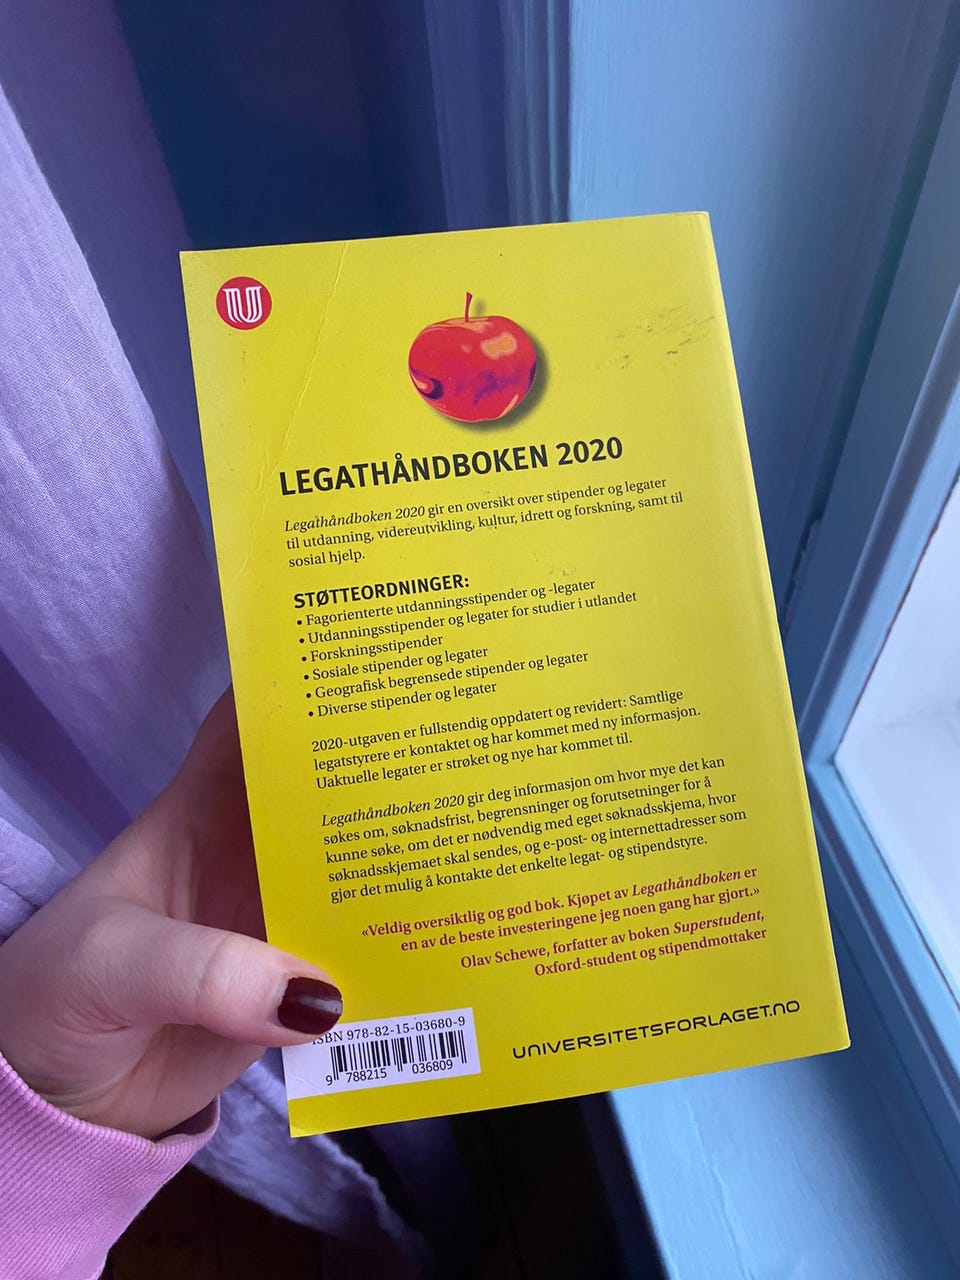 U
LEGATHÅNDBOKEN 2020
Legathåndboken 2020 gir en oversikt over stipender og legater
til utdanning, videreutvikling, kultur, idrett og forskning, samt til
sosial hjelp.
STØTTEORDNINGER:
• Fagorienterte utdanningsstipender og -legater
• Utdanningsstipender og legater for studier i utlandet
• Forskningsstipender
• Sosiale stipender og legater
• Geografisk begrensede stipender og legater
• Diverse stipender og legater
2020-utgaven er fullstendig oppdatert og revidert: Samtlige
legatstyrere er kontaktet og har kommet med ny informasjon.
Uaktuelle legater er strøket og nye har kommet til.
Legathåndboken 2020 gir deg informasjon om hvor mye det kan
søkes om, søknadsfrist, begrensninger og forutsetninger for å
kunne søke, om det er nødvendig med eget søknadsskjema, hvor
søknadsskjemaet skal sendes, og e-post- og internettadresser som
gjør det mulig å kontakte det enkelte legat- og stipendstyre.
«Veldig oversiktlig og god bok. Kjøpet av Legathåndboken er
en av de beste investeringene jeg noen gang har gjort.»
Olav Schewe, forfatter av boken Superstudent,
Oxford-student og stipendmottaker
ISBN 978-82-15-03680-9
9 788215 036809
UNIVERSITETSFORLAGET.NO